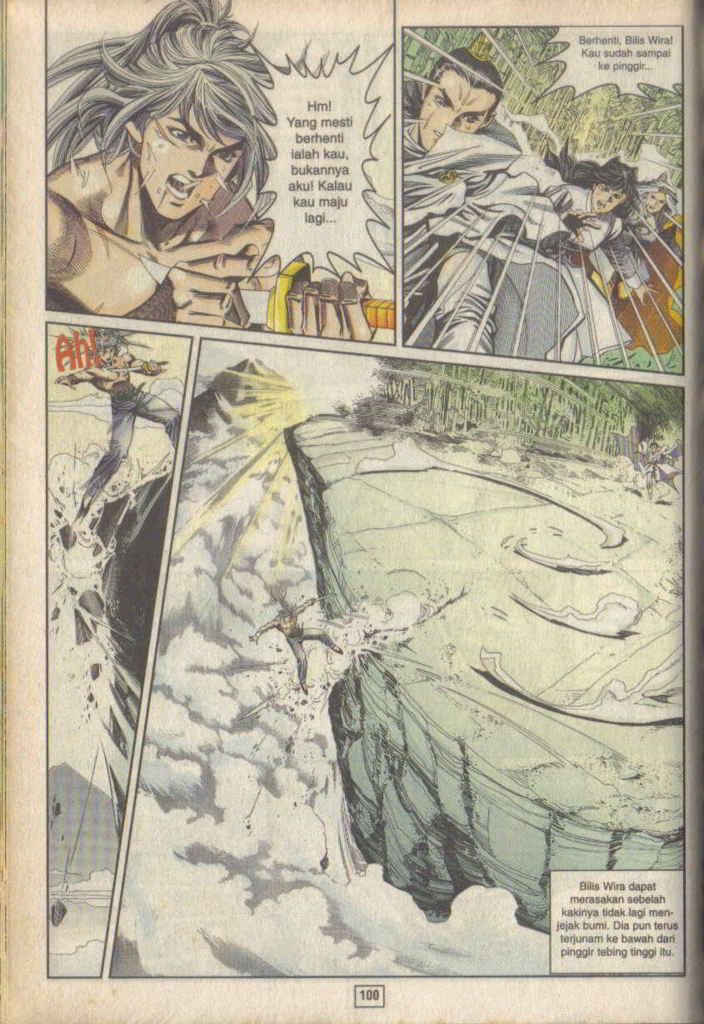 Hm!
Yang mesti
berhenti
ialah kau,
bukannya
aku! Kalau
kau maju
lagi...
Berhenti, Bilis Wira!
Kau sudah sampai
ke pinggir...
Ah!
Bilis Wira dapat
merasakan sebelah
kakinya tidak lagi men-
jejak bumi. Dia pun terus
terjunam ke bawah dari
pinggir tebing tinggi itu.
100